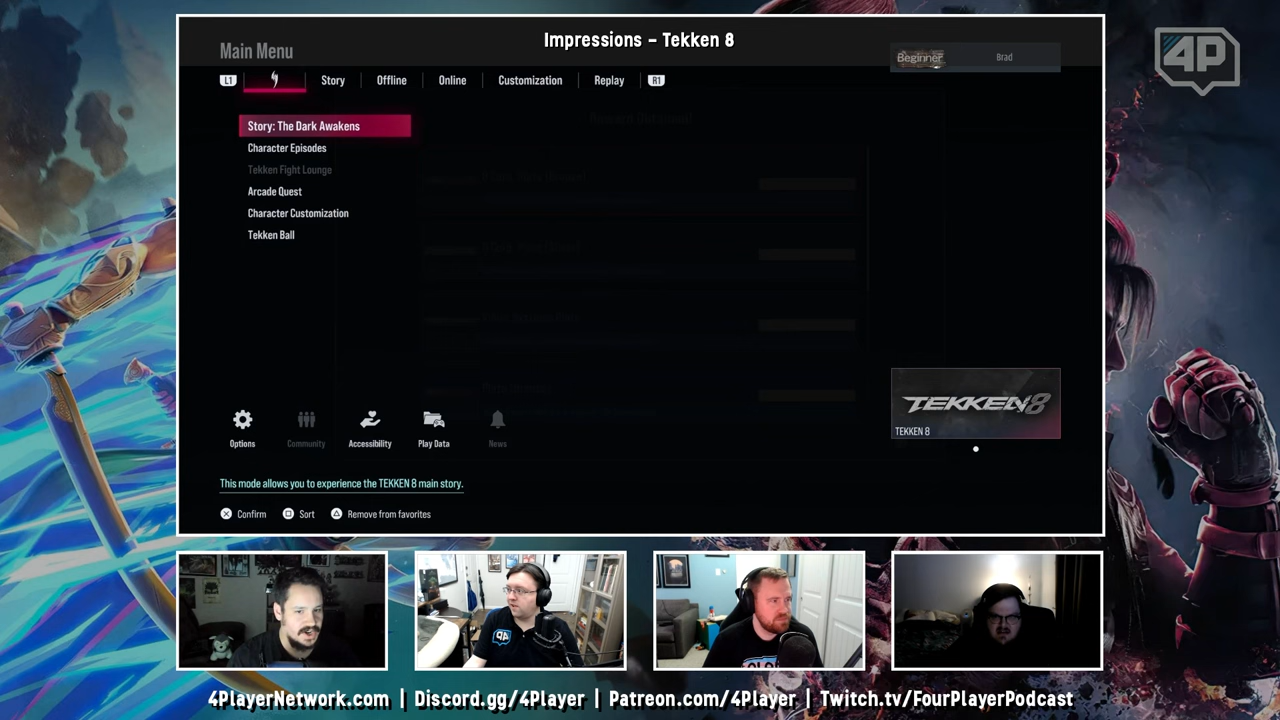 Impressions - Tekken 8
4P
Main Menu
Beginner
Brad
L1
Story
Offline
Online
Customization
Replay
R1
Story: The Dark Awakens
Character Episodes
Tekken Fight Lounge
Arcade Quest
Character Customization
Tekken Ball
TEKKEN 8
TEKKEN 8
Options
Community
Accessibility
Play Data
News
This mode allows you to experience the TEKKEN 8 main story.
Confirm
Sort
Remove from favorites
4P
4PlayerNetwork.com | Discord.gg/4Player | Patreon.com/4Player | Twitch.tv/FourPlayerPodcast